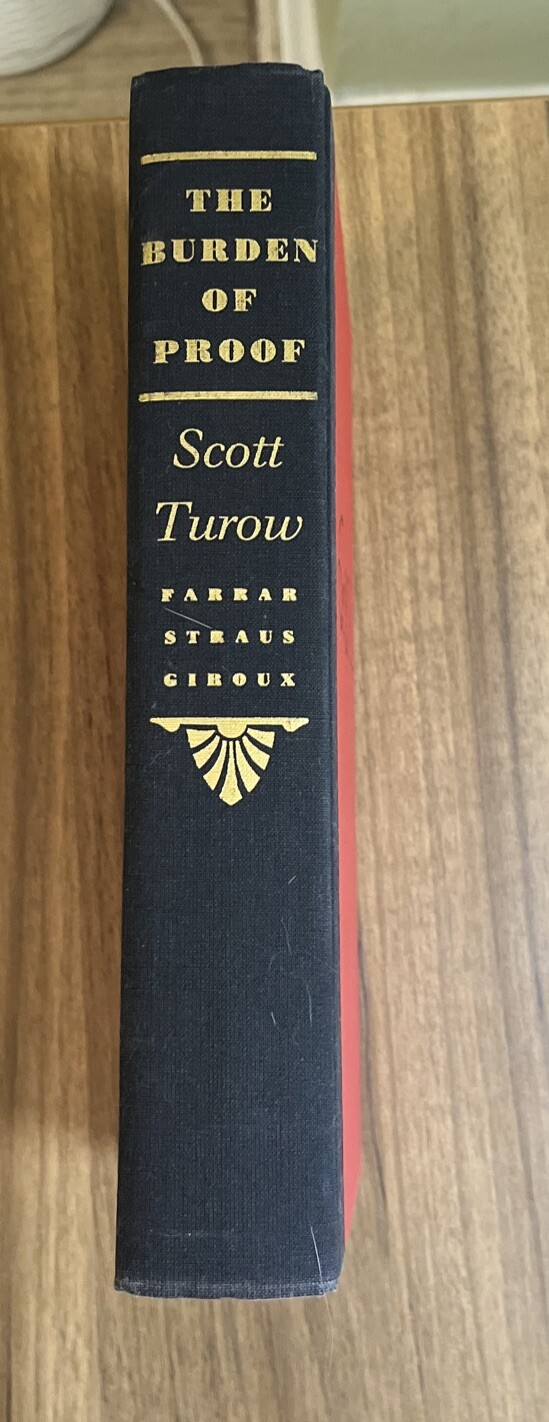 THE
BURDEN
OF
PROOF
Scott
Turow
FARRAR
STRAUS
GIROUX